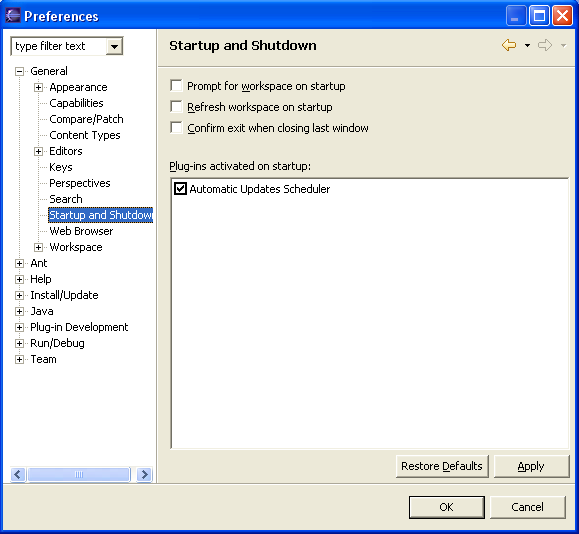 Preferences
type filter text
Startup and Shutdown
General
Appearance
Capabilities
Compare/Patch
Content Types
Editors
Keys
Perspectives
Search
Startup and Shutdown
Web Browser
Workspace
Ant
Help
Install/Update
Java
Plug-in Development
Run/Debug
Team
Prompt for workspace on startup
Refresh workspace on startup
Confirm exit when closing last window
Plug-ins activated on startup:
Automatic Updates Scheduler
Restore Defaults
Apply
OK
Cancel